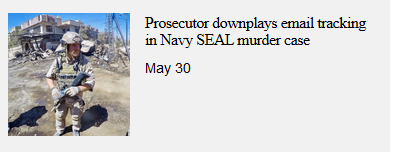 Prosecutor downplays email tracking
in Navy SEAL murder case
May 30